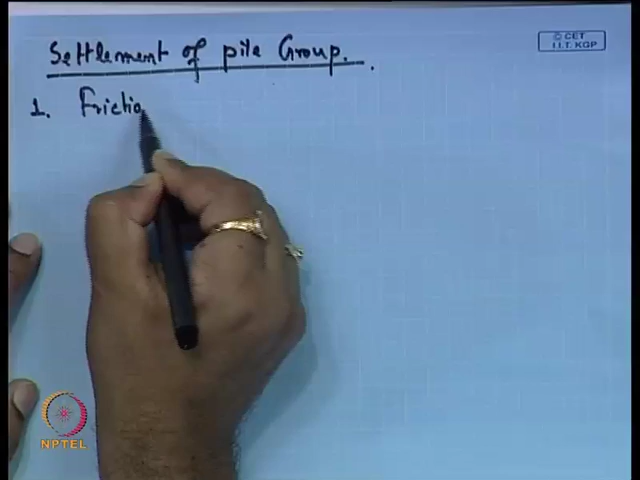 Settlement of pile Group.
© CET
I.I.T. KGP
1. Frictio
NPTEL